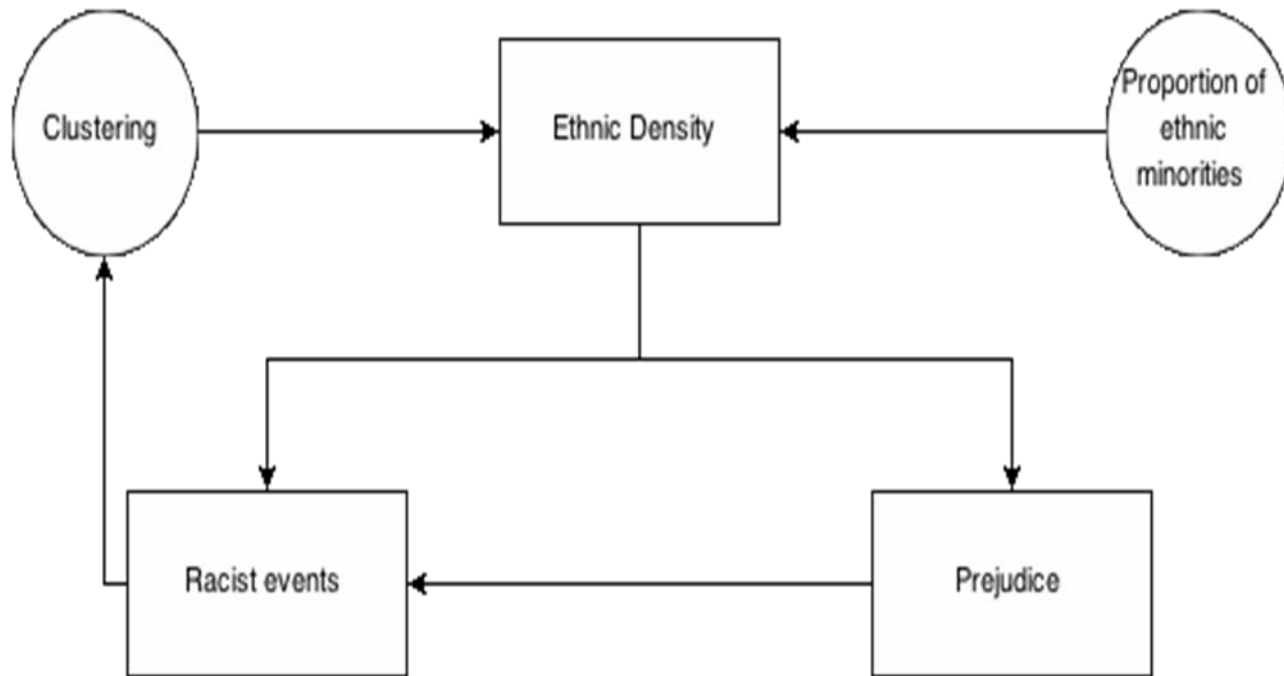 Clustering
Ethnic Density
Proportion of
ethnic
minorities
Racist events
Prejudice